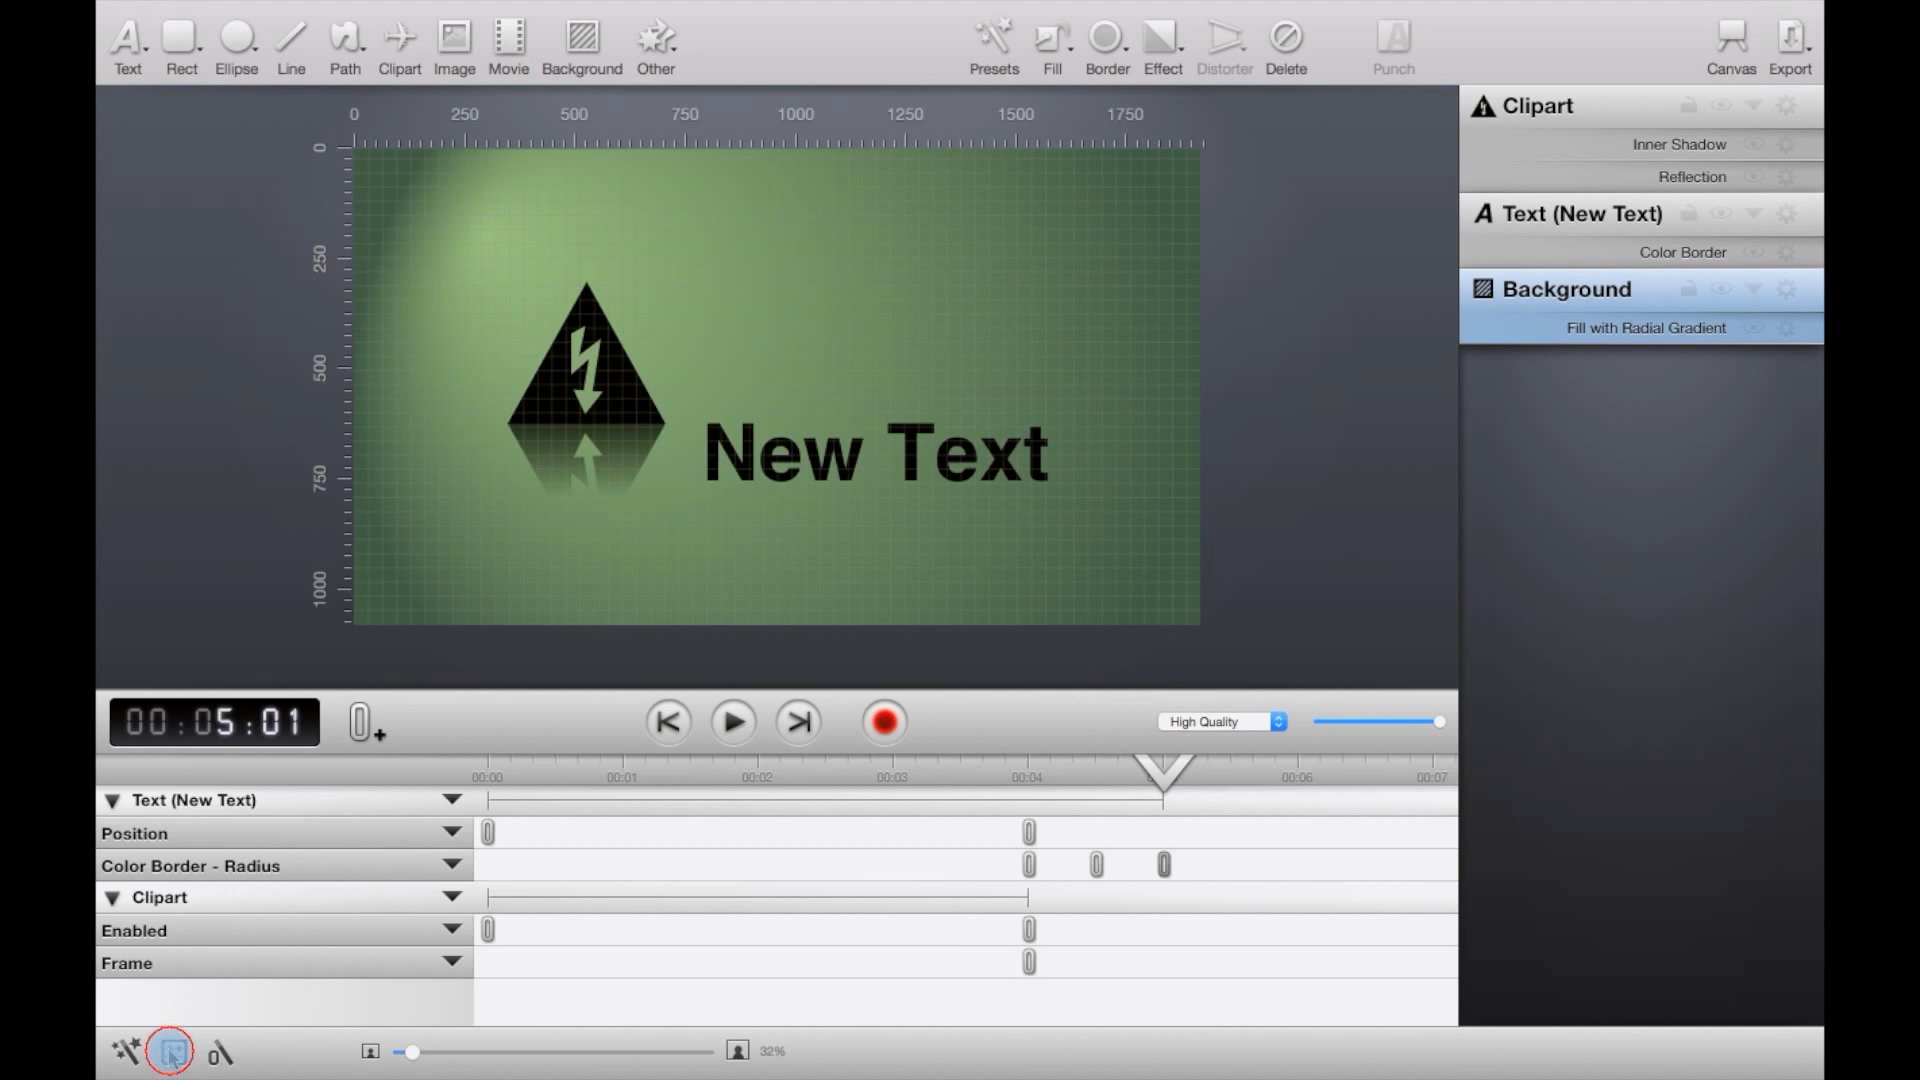 Text
Rect
Ellipse
Line
Path
Clipart
Image
Movie
Background
Other
Presets
Fill
Border
Effect
Distorter
Delete
Punch
Canvas
Export
0 250 500 750 1000 1250 1500 1750
0
250
500
750
1000
New Text
Clipart
Inner Shadow
Reflection
A Text (New Text)
Color Border
Background
Fill with Radial Gradient
00:05:01
High Quality
00:00 00:01 00:02 00:03 00:04 00:06 00:07
Text (New Text)
Position
Color Border - Radius
Clipart
Enabled
Frame
32%